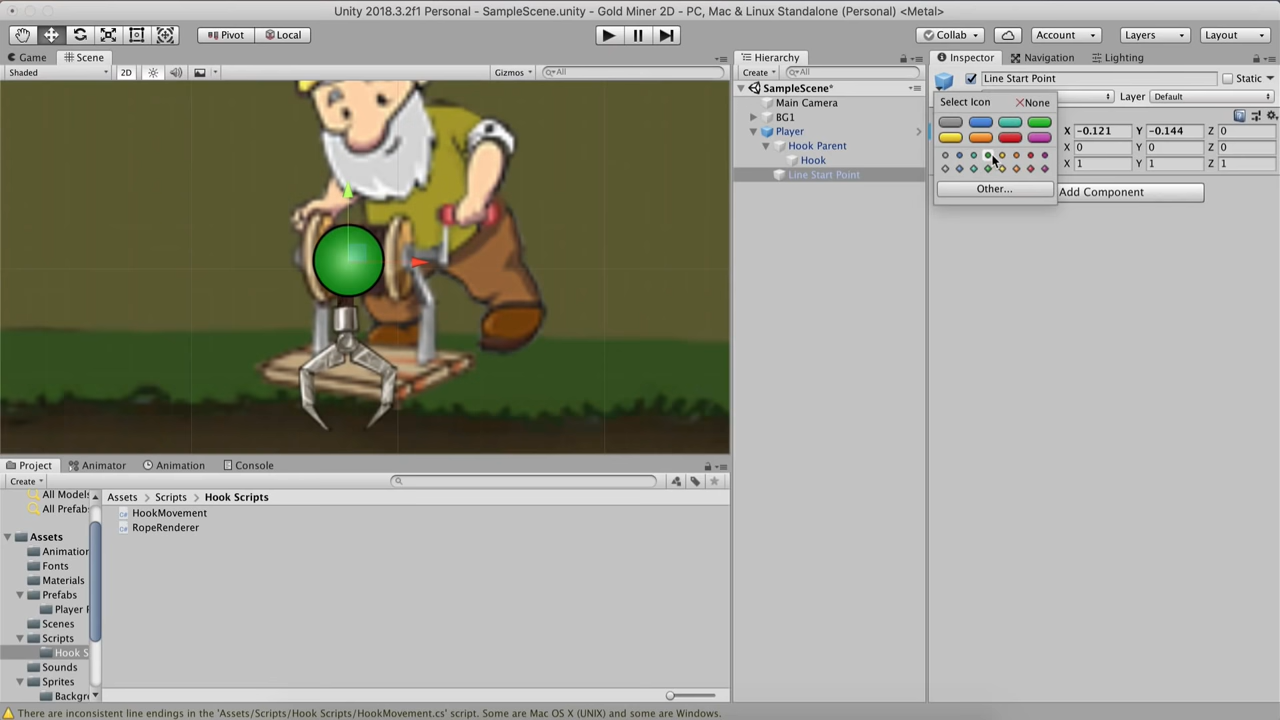 Unity 2018.3.2f1 Personal - SampleScene.unity - Gold Miner 2D - PC, Mac & Linux Standalone (Personal) <Metal>
Pivot Local Collab Account Layers Layout
Game Scene
Shaded 2D Gizmos All
Hierarchy
Create All
SampleScene*
Main Camera
BG1
Player
Hook Parent
Hook
Line Start Point
Inspector Navigation Lighting
Line Start Point Static
Layer Default
Select Icon None
Other...
X -0.121 Y -0.144 Z 0
X 0 Y 0 Z 0
X 1 Y 1 Z 1
Add Component
Project Animator Animation Console
Create
All Models
All Prefab
Assets
Animation
Fonts
Materials
Prefabs
Player
Scenes
Scripts
Hook S
Sounds
Sprites
Backgr
Assets Scripts Hook Scripts
HookMovement
RopeRenderer
There are inconsistent line endings in the 'Assets/Scripts/Hook Scripts/HookMovement.cs' script. Some are Mac OS X (UNIX) and some are Windows.